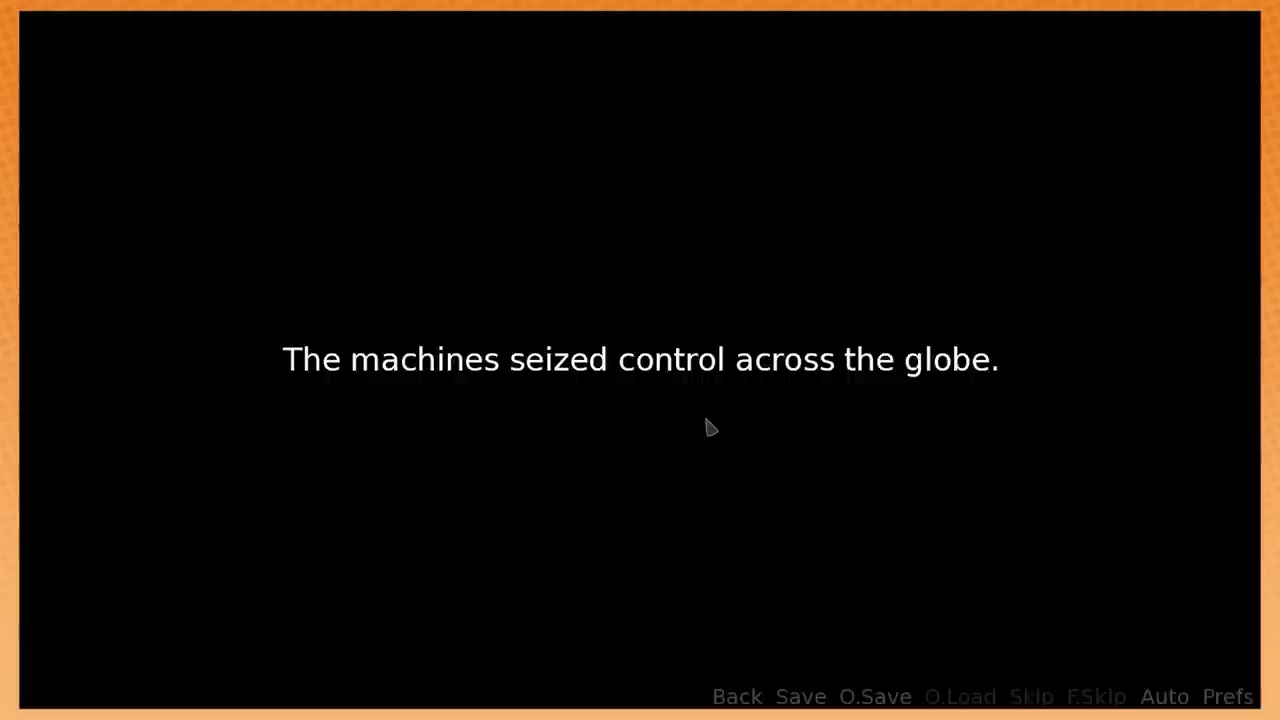 The machines seized control across the globe.
Back Save Q.Save Q.Load Skip F.Skip Auto Prefs